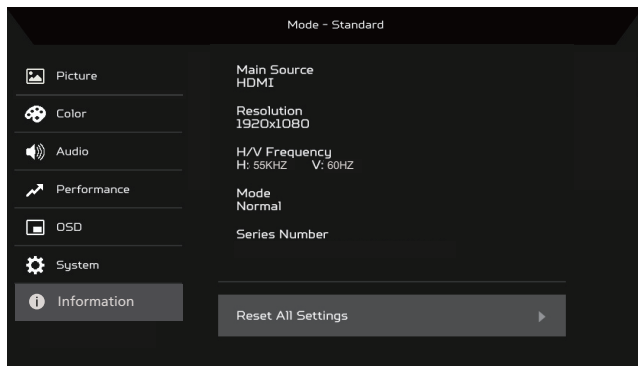 Mode - Standard
Picture
Color
Audio
Performance
OSD
System
Information
Main Source
HDMI
Resolution
1920x1080
H/V Frequency
H: 55KHZ V: 60HZ
Mode
Normal
Series Number
Reset All Settings